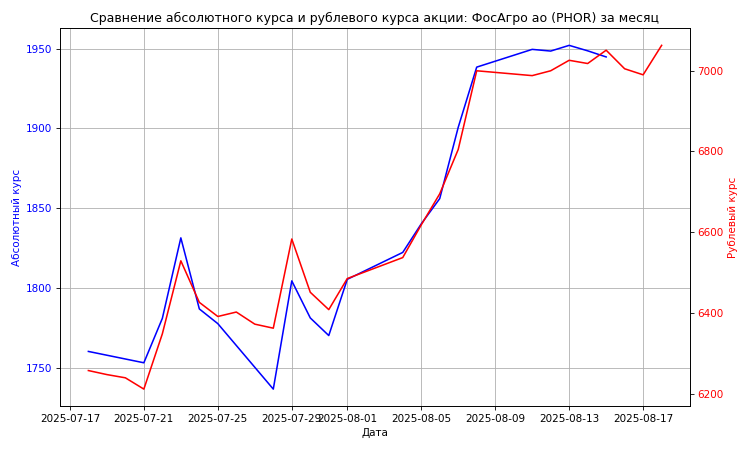 Сравнение абсолютного курса и рублевого курса акции: ФосАгро ао (PHOR) за месяц
1950
1900
1850
1800
1750
Абсолютный курс
7000
6800
6600
6400
6200
Рублевый курс
2025-07-17 2025-07-21 2025-07-25 2025-07-29 2025-08-01 2025-08-05 2025-08-09 2025-08-13 2025-08-17
Дата